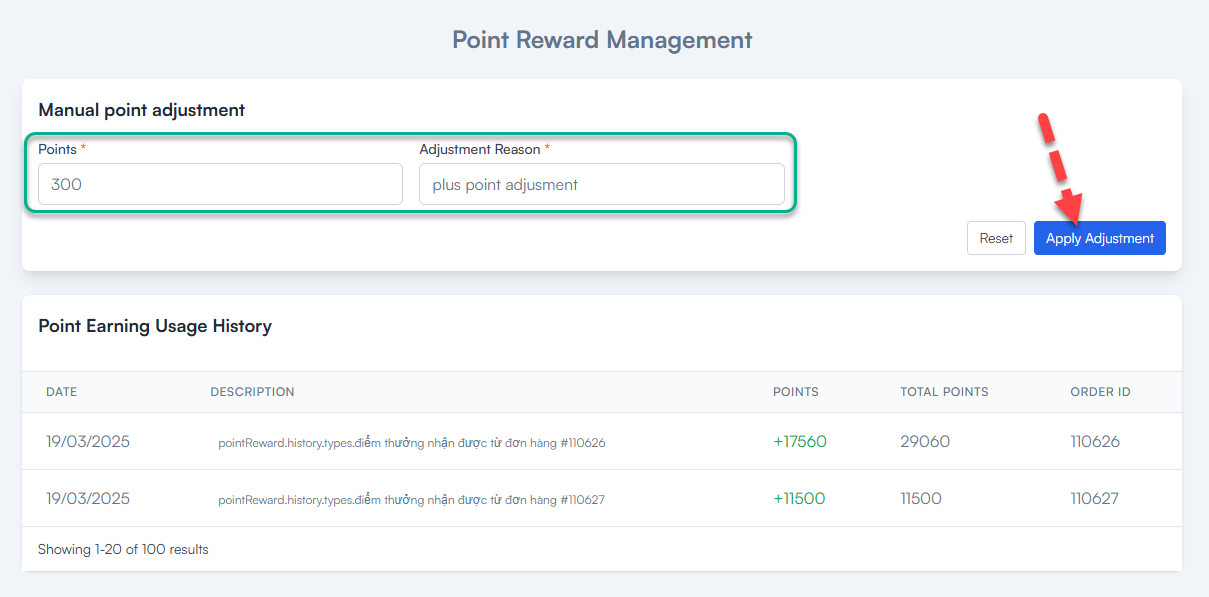 Point Reward Management
Manual point adjustment
Points * Adjustment Reason *
300 plus point adjusment
Reset Apply Adjustment
Point Earning Usage History
DATE DESCRIPTION POINTS TOTAL POINTS ORDER ID
19/03/2025 pointReward.history.types.điểm thưởng nhận được từ đơn hàng #110626 +17560 29060 110626
19/03/2025 pointReward.history.types.điểm thưởng nhận được từ đơn hàng #110627 +11500 11500 110627
Showing 1-20 of 100 results